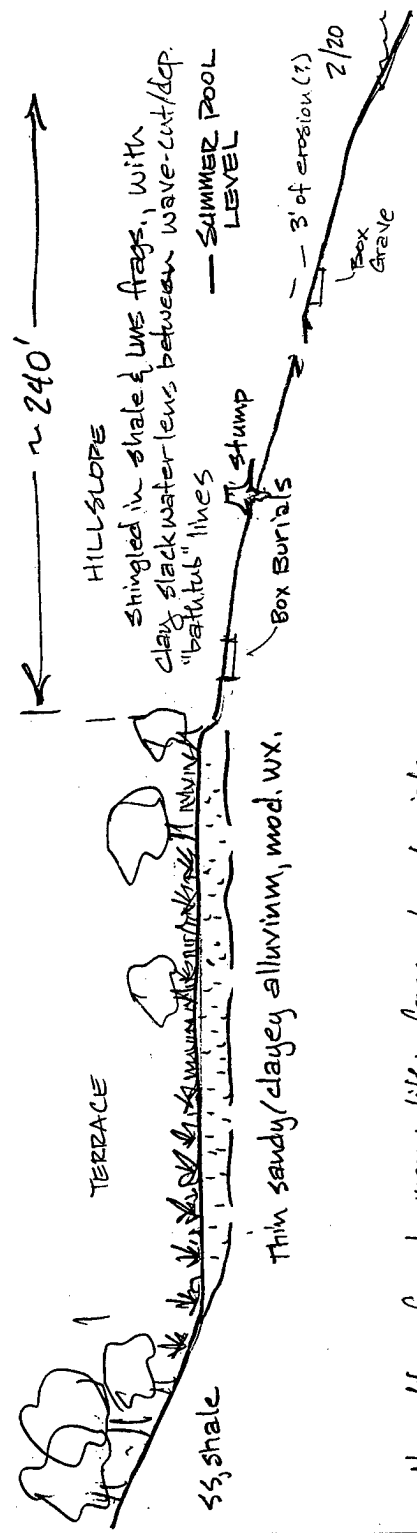 ~ 240'
TERRACE
HILLSLOPE
Shingled in shale & LMS frags., with
clay slackwater lens between wave-cut/dep.
"bathtub" lines
— SUMMER POOL
LEVEL
ss, shale
Thin sandy/clayey alluvium, mod. wx.
Box Burials
Stump
3' of erosion (?)
2/20
Box
Grave